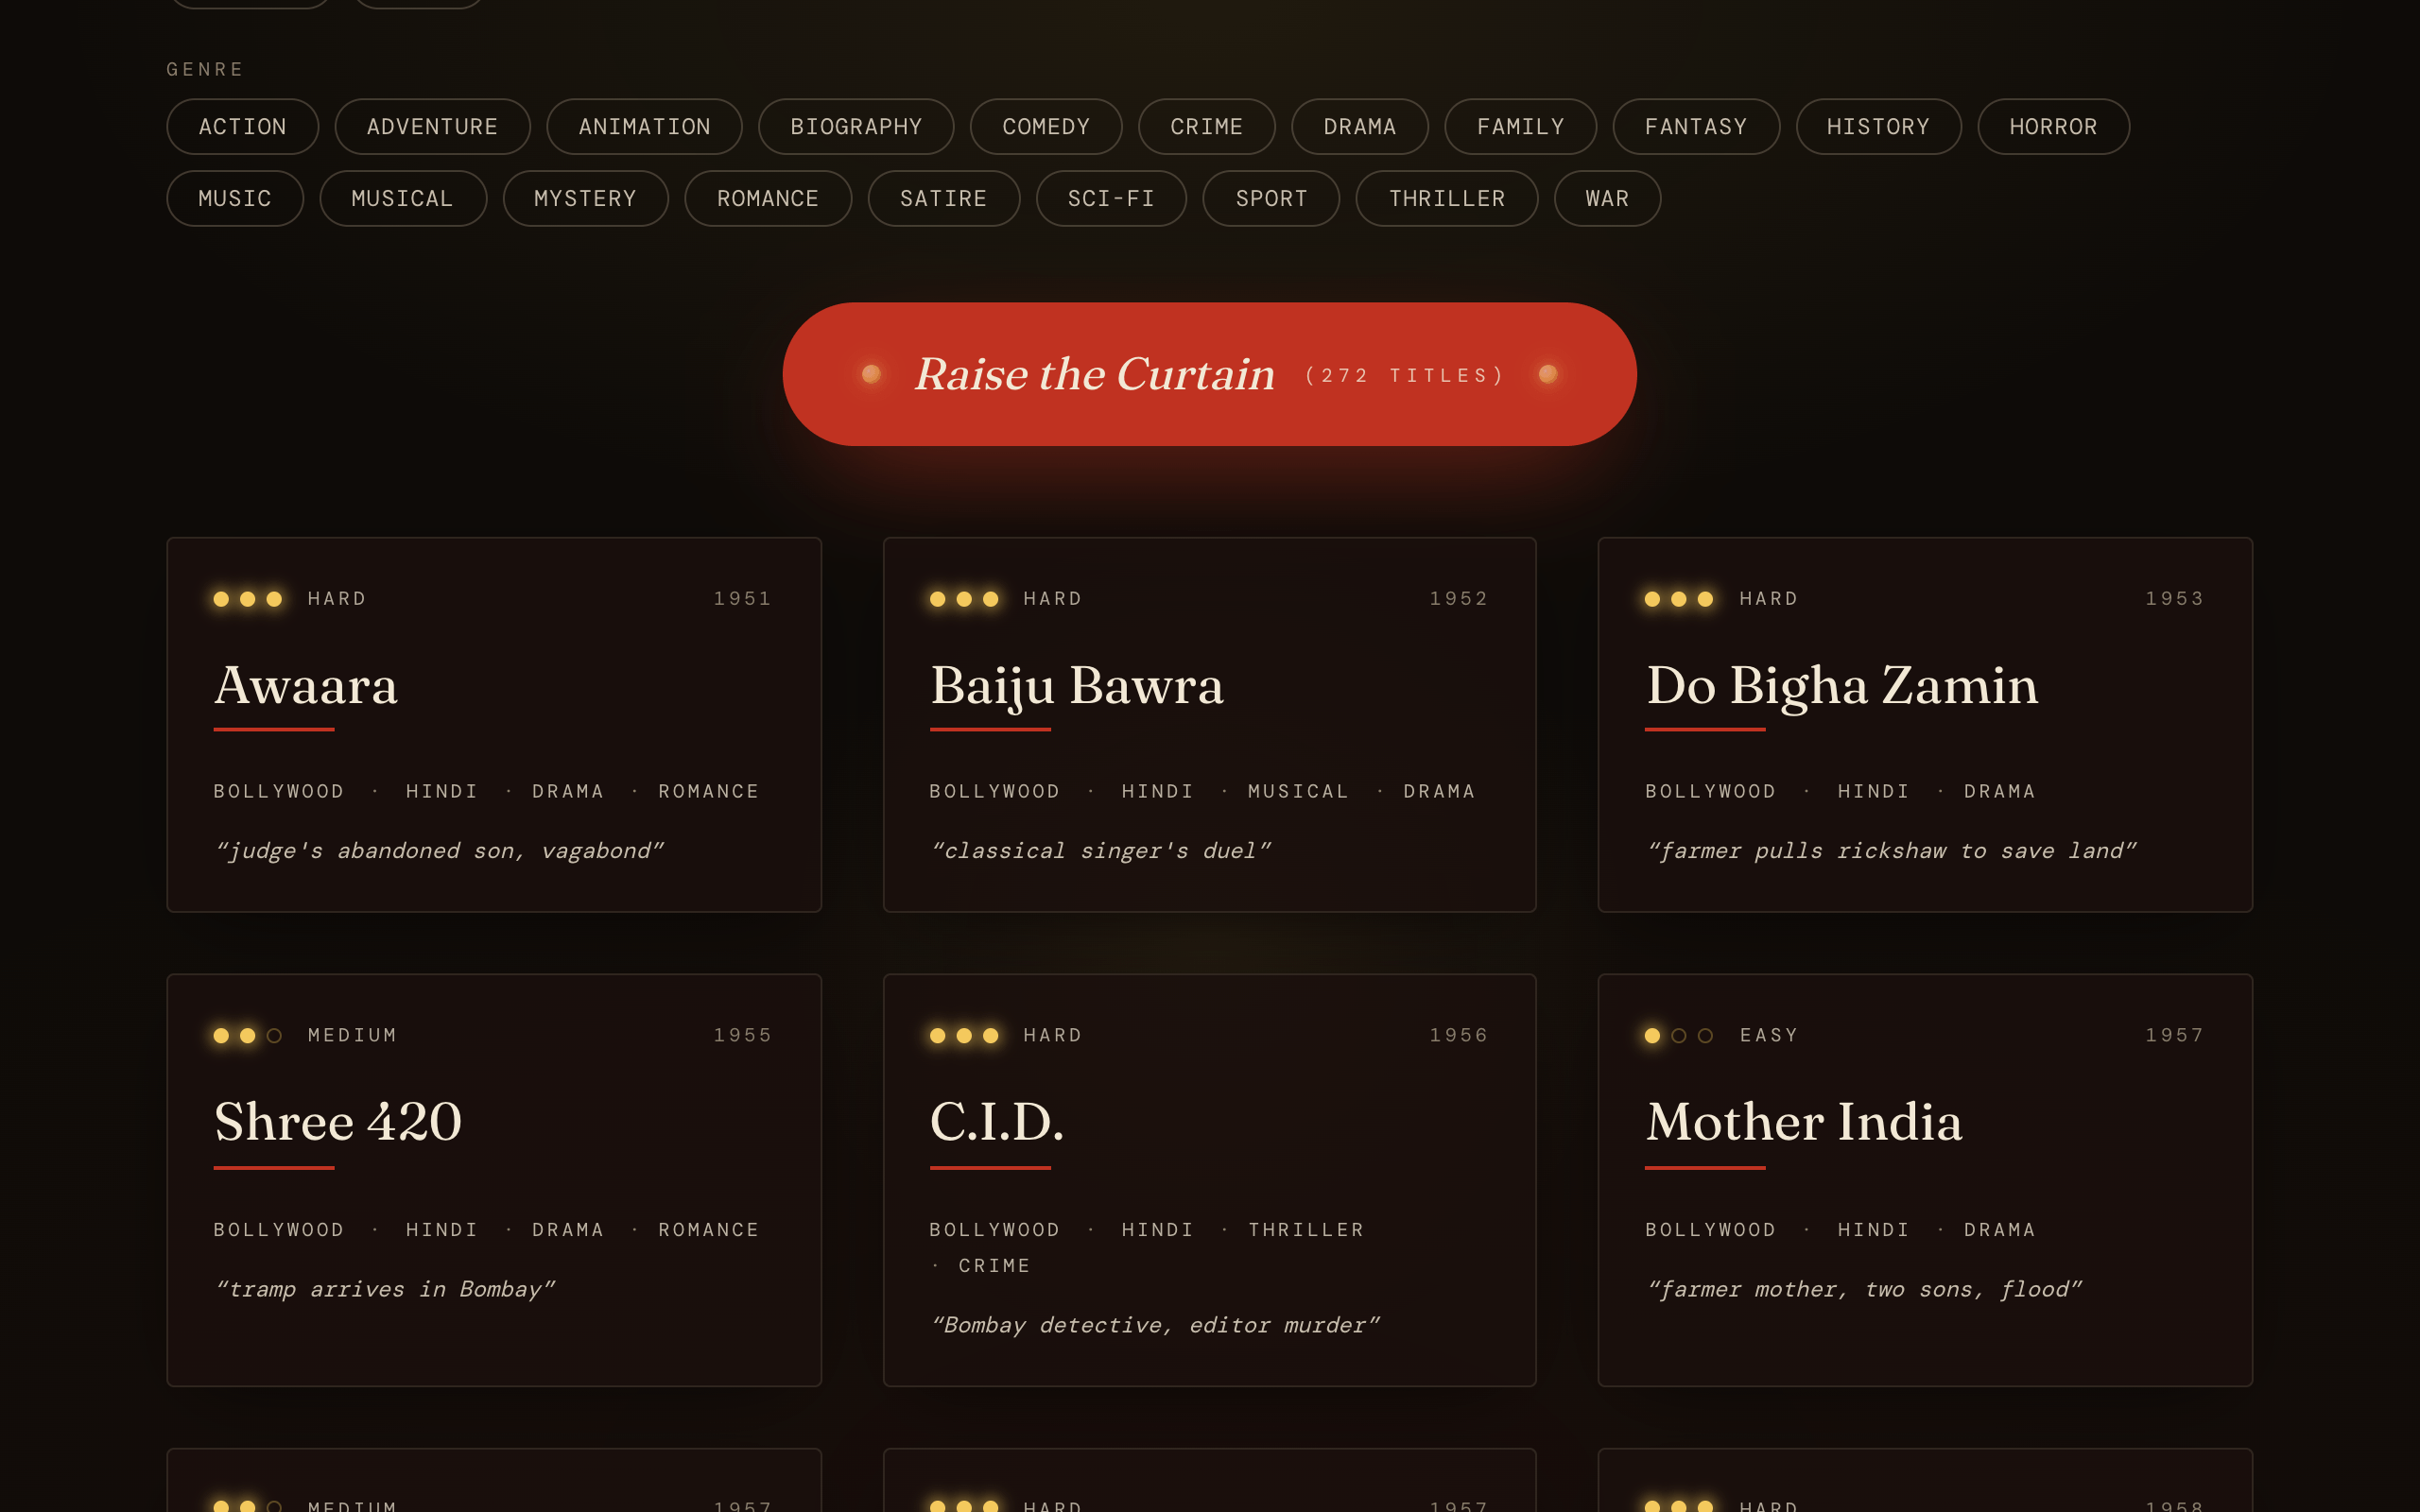 GENRE
ACTION ADVENTURE ANIMATION BIOGRAPHY COMEDY CRIME DRAMA FAMILY FANTASY HISTORY HORROR
MUSIC MUSICAL MYSTERY ROMANCE SATIRE SCI-FI SPORT THRILLER WAR
Raise the Curtain (272 TITLES)
HARD 1951
Awaara
BOLLYWOOD · HINDI · DRAMA · ROMANCE
“judge's abandoned son, vagabond”
HARD 1952
Baiju Bawra
BOLLYWOOD · HINDI · MUSICAL · DRAMA
“classical singer's duel”
HARD 1953
Do Bigha Zamin
BOLLYWOOD · HINDI · DRAMA
“farmer pulls rickshaw to save land”
MEDIUM 1955
Shree 420
BOLLYWOOD · HINDI · DRAMA · ROMANCE
“tramp arrives in Bombay”
HARD 1956
C.I.D.
BOLLYWOOD · HINDI · THRILLER
· CRIME
“Bombay detective, editor murder”
EASY 1957
Mother India
BOLLYWOOD · HINDI · DRAMA
“farmer mother, two sons, flood”
MEDIUM 1957
HARD 1957
HARD 1958